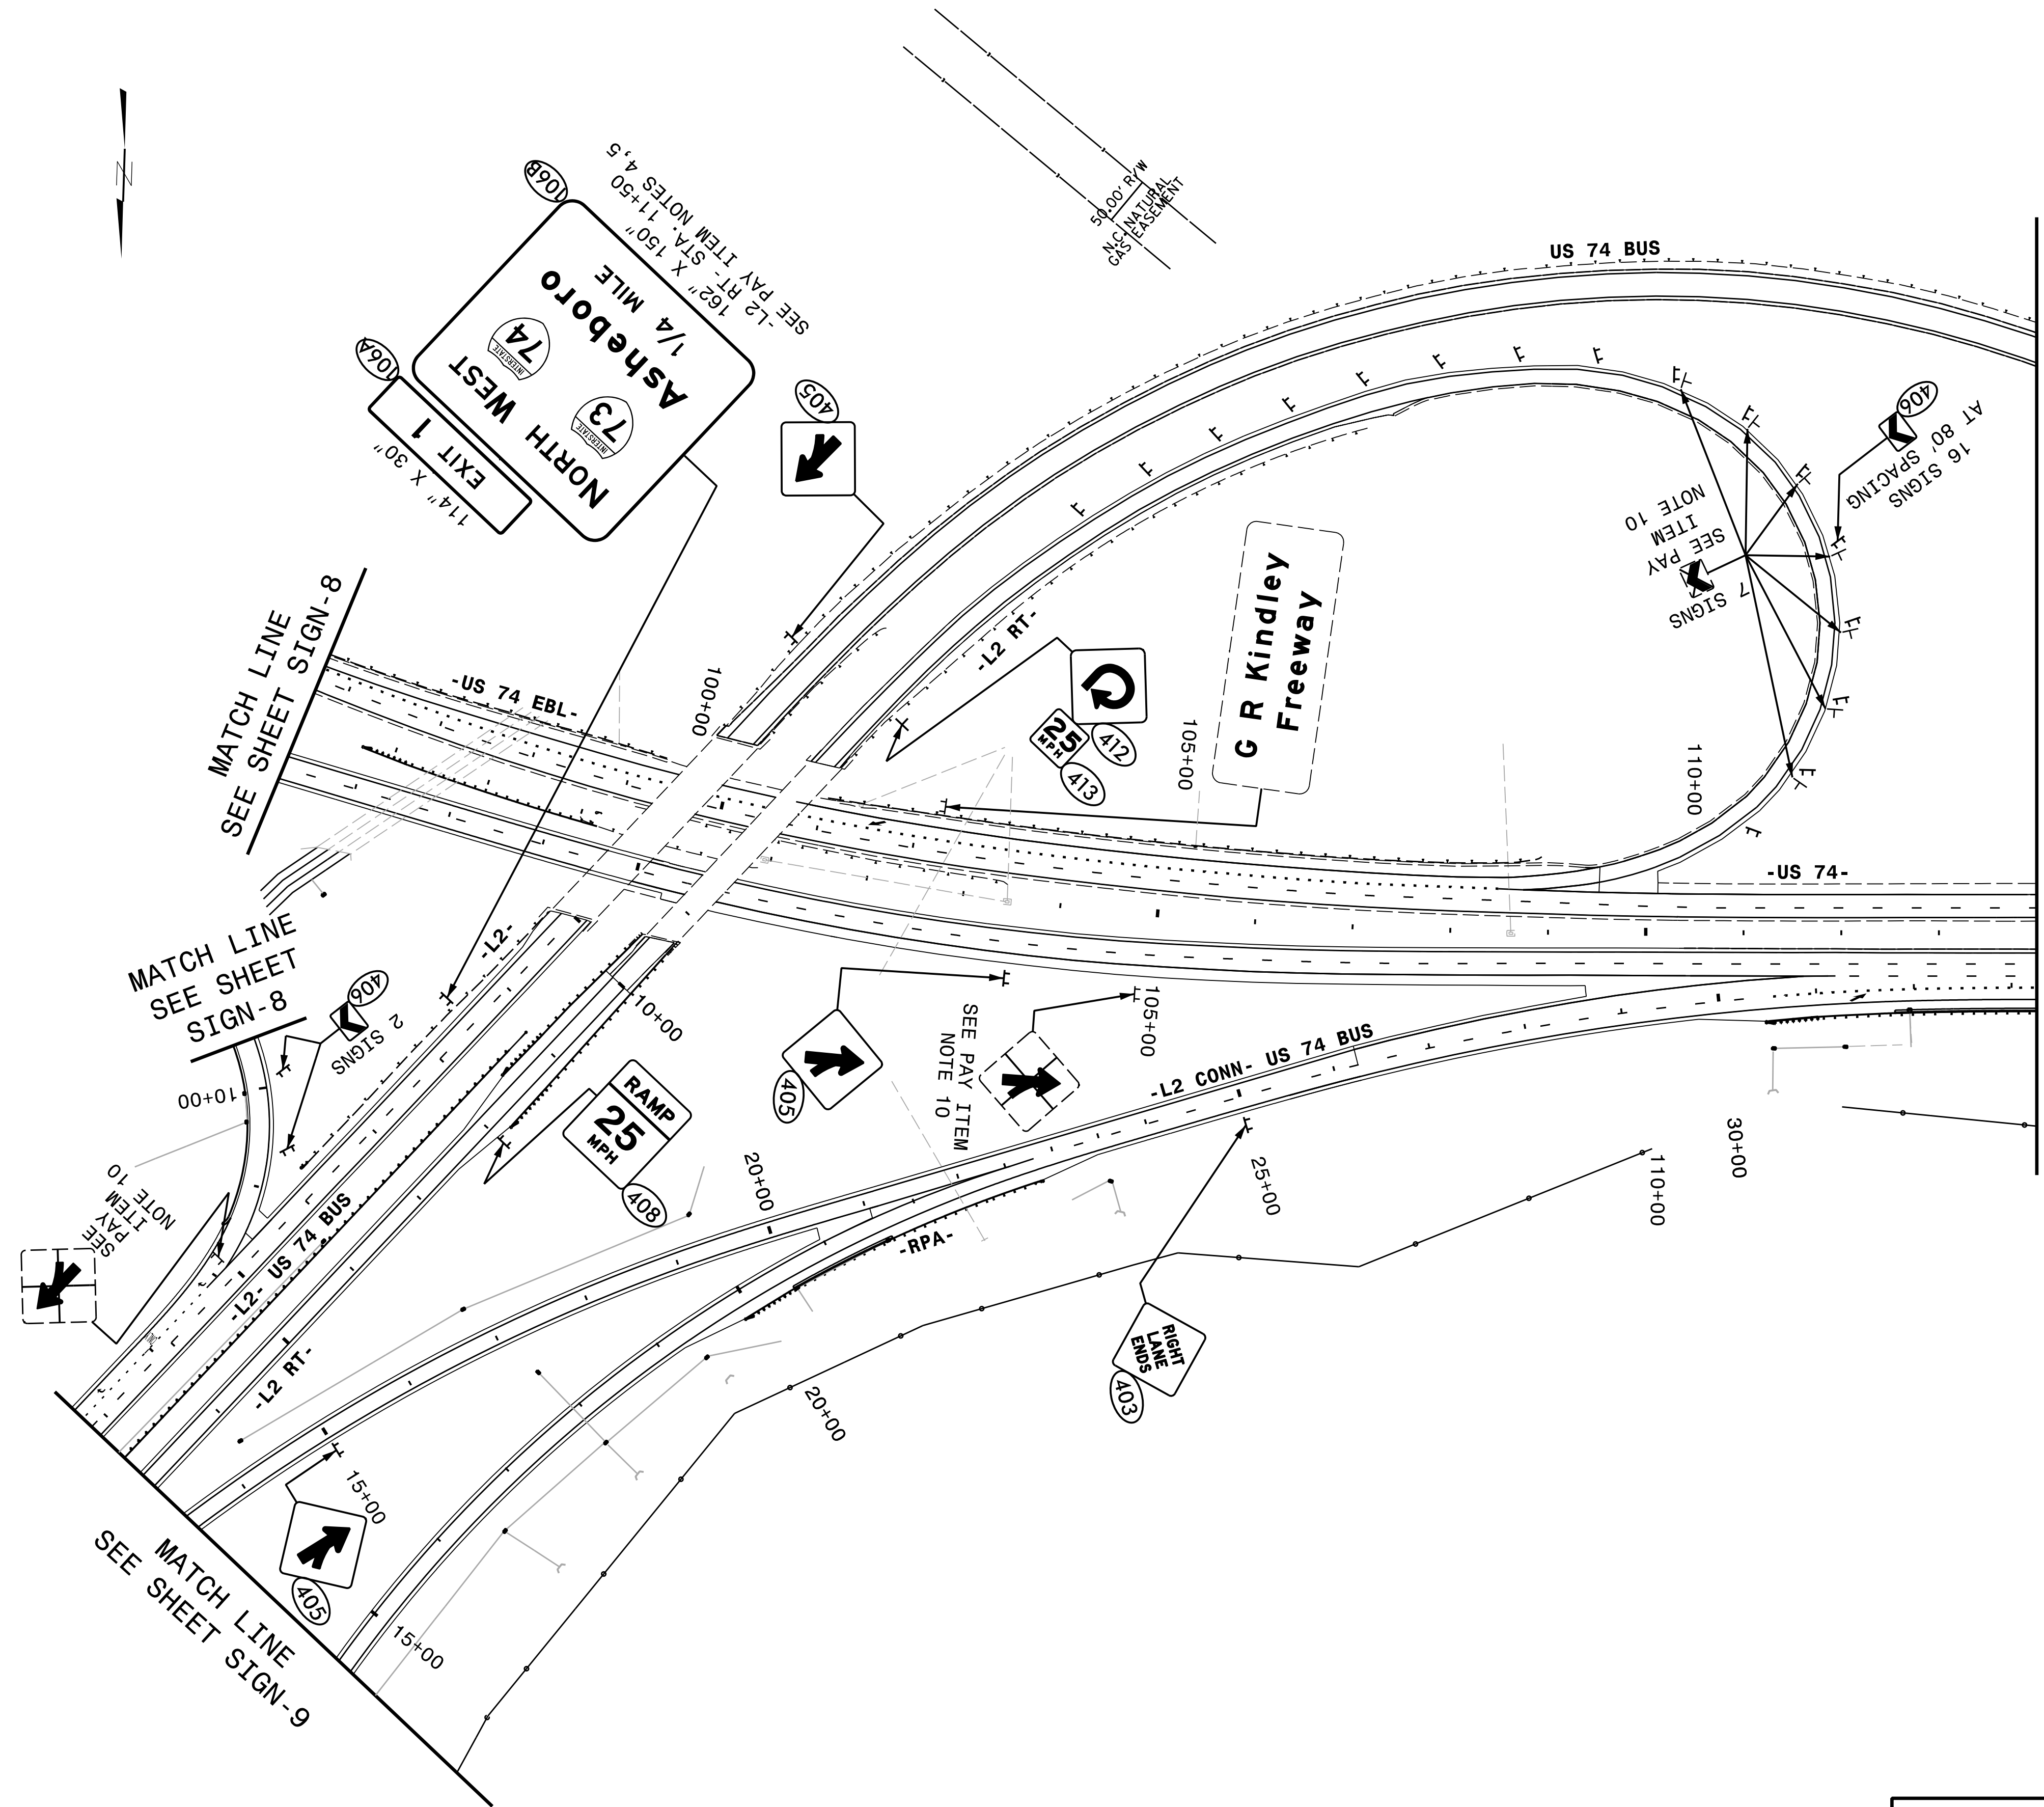 N
50.00' R/W
N.C. NATURAL
GAS EASEMENT
US 74 BUS
106B
-L2 RT- STA. 11+50
162" X 150"
SEE PAY ITEM NOTES 4,5
106A
EXIT 1
114" X 30"
NORTH WEST
INTERSTATE 73
INTERSTATE 74
Asheboro
1/4 MILE
405
406
16 SIGNS
AT 80' SPACING
7 SIGNS
SEE PAY
ITEM
NOTE 10
MATCH LINE
SEE SHEET SIGN-8
-US 74 EBL-
100+00
-L2 RT-
25
MPH
412
413
G R Kindley
Freeway
105+00
110+00
-US 74-
MATCH LINE
SEE SHEET
SIGN-8
406
2 SIGNS
-L2-
10+00
10+00
RAMP
25
MPH
408
405
SEE PAY ITEM
NOTE 10
105+00
-L2 CONN- US 74 BUS
SEE
PAY
ITEM
NOTE 10
-L2- US 74 BUS
-L2 RT-
20+00
-RPA-
25+00
30+00
110+00
RIGHT
LANE
ENDS
403
20+00
15+00
405
15+00
MATCH LINE
SEE SHEET SIGN-9